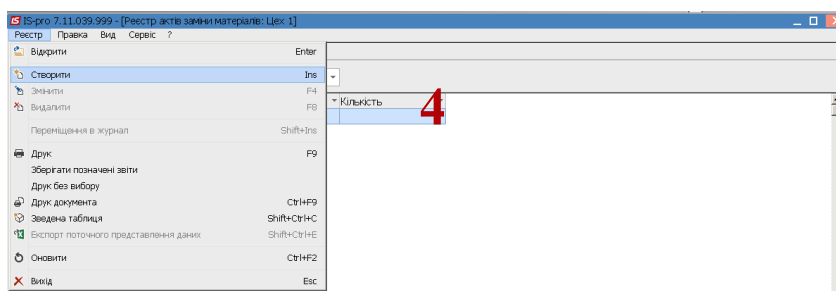 IS-pro 7.11.039.999 - [Реєстр актів заміни матеріалів: Цех 1]
Реєстр Правка Вид Сервіс ?
Відкрити Enter
Створити Ins
Змінити F4
Видалити F8
Кількість
4
Переміщення в журнал Shift+Ins
Друк F9
Зберігати позначені звіти
Друк без вибору
Друк документа Ctrl+F9
Зведена таблиця Shift+Ctrl+C
Експорт поточного представлення даних Shift+Ctrl+E
Оновити Ctrl+F2
Вихід Esc